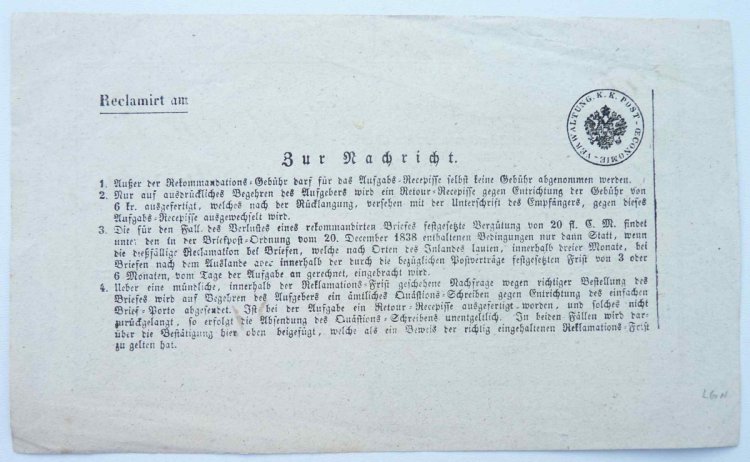 Reclamirt am
VERWALTUNG. K. K. POST - ŒCONOMIE -
Zur Nachricht.
1. Außer der Rekommandations-Gebühr darf für das Aufgabs-Recepisse selbst keine Gebühr abgenommen werden.
2. Nur auf ausdrückliches Begehren des Aufgebers wird ein Retour-Recepisse gegen Entrichtung der Gebühr von
6 kr. ausgefertigt, welches nach der Rücklangung, versehen mit der Unterschrift des Empfängers, gegen dieses
Aufgabs-Recepisse ausgewechselt wird.
3. Die für den Fall des Verlustes eines rekommandirten Briefes festgesetzte Vergütung von 20 fl. C. M. findet
unter den in der Briefpost-Ordnung vom 20. December 1838 enthaltenen Bedingungen nur dann Statt, wenn
die dießfällige Reclamation bei Briefen, welche nach Orten des Inlandes lauten, innerhalb dreier Monate, bei
Briefen nach dem Auslande aber innerhalb der durch die bezüglichen Postverträge festgesetzten Frist von 3 oder
6 Monaten, vom Tage der Aufgabe an gerechnet, eingebracht wird.
4. Ueber eine mündliche, innerhalb der Reklamations-Frist geschehene Nachfrage wegen richtiger Bestellung des
Briefes wird auf Begehren des Aufgebers ein ämtliches Quästions-Schreiben gegen Entrichtung des einfachen
Brief-Porto abgesendet. Ist bei der Aufgabe ein Retour-Recepisse ausgefertigt worden, und solches nicht
zurückgelangt, so erfolgt die Absendung des Quästions-Schreibens unentgeltlich. In beiden Fällen wird dar-
über die Bestätigung hier oben beigefügt, welche als ein Beweis der richtig eingehaltenen Reklamations-Frist
zu gelten hat.